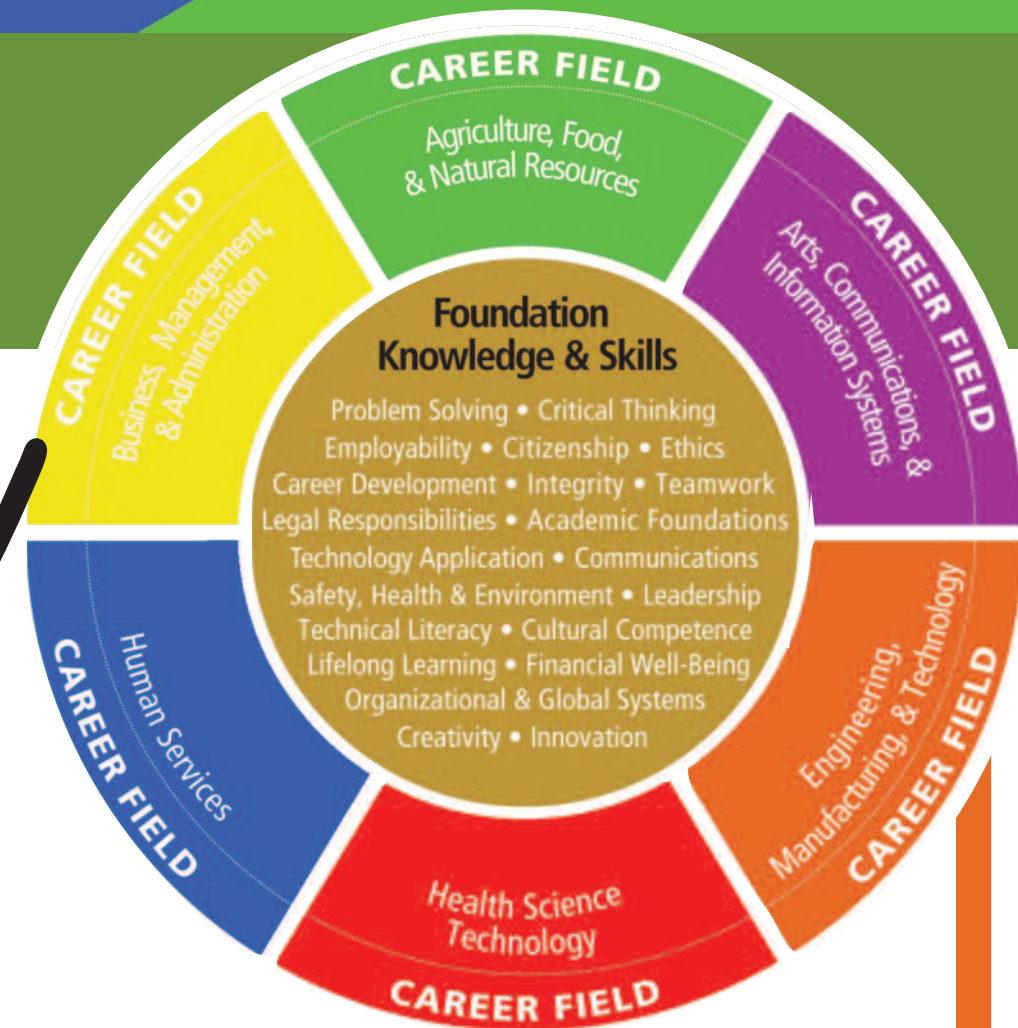 CAREER FIELD
Agriculture, Food,
& Natural Resources
CAREER FIELD
Arts, Communications, &
Information Systems
Engineering,
Manufacturing, & Technology
CAREER FIELD
Health Science
Technology
CAREER FIELD
Human Services
CAREER FIELD
CAREER FIELD
Business, Management,
& Administration
Foundation
Knowledge & Skills
Problem Solving • Critical Thinking
Employability • Citizenship • Ethics
Career Development • Integrity • Teamwork
Legal Responsibilities • Academic Foundations
Technology Application • Communications
Safety, Health & Environment • Leadership
Technical Literacy • Cultural Competence
Lifelong Learning • Financial Well-Being
Organizational & Global Systems
Creativity • Innovation